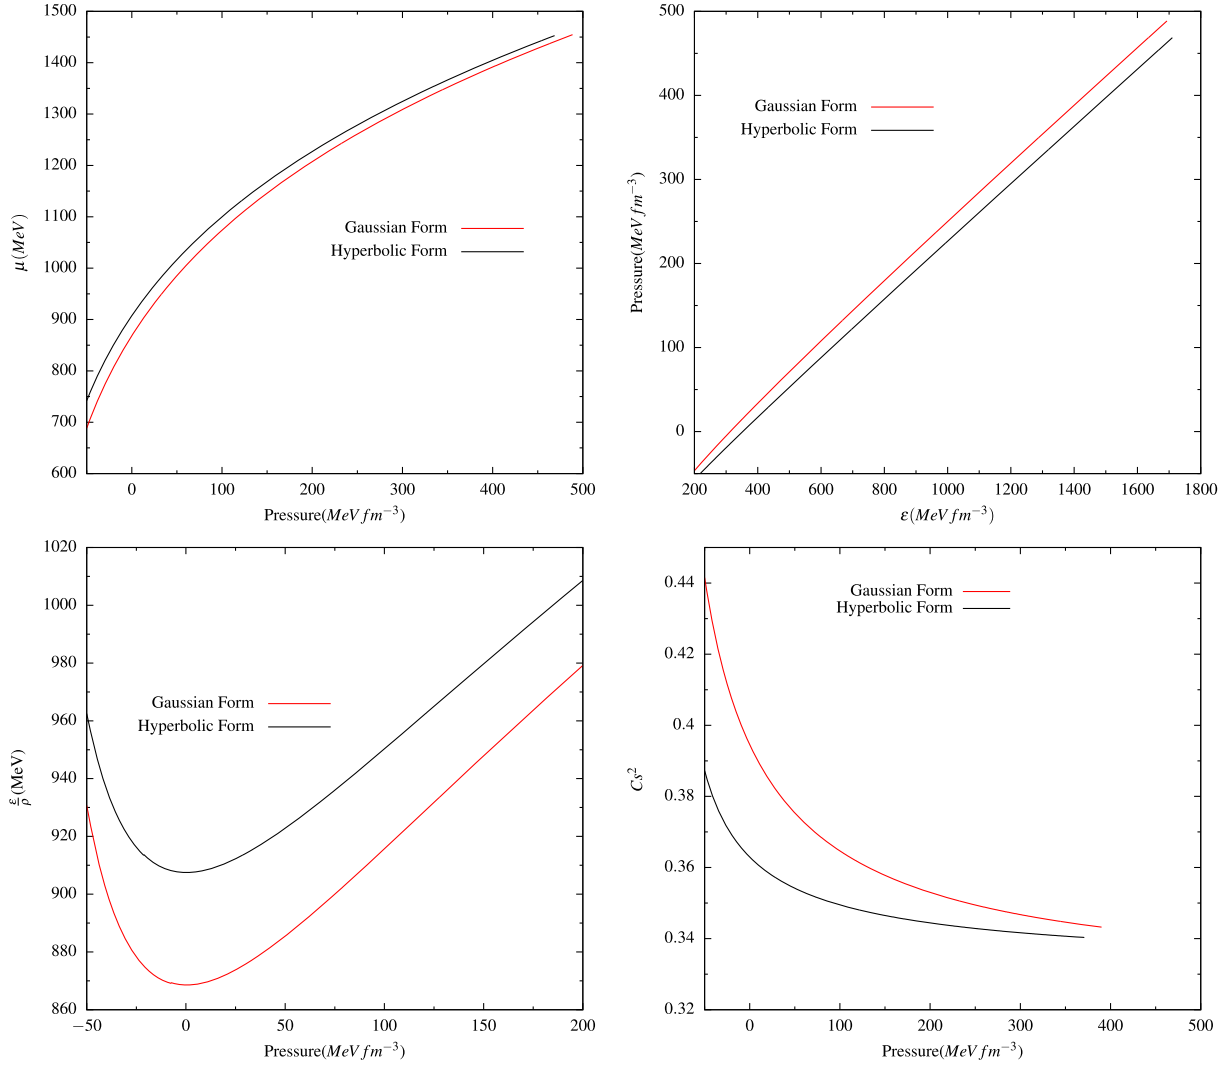 1500
1400
1300
1200
1100
1000
900
800
700
600
μ(MeV)
Gaussian Form
Hyperbolic Form
0 100 200 300 400 500
Pressure(MeV fm⁻³)
500
400
300
200
100
0
Pressure(MeV fm⁻³)
Gaussian Form
Hyperbolic Form
200 400 600 800 1000 1200 1400 1600 1800
ε(MeV fm⁻³)
1020
1000
980
960
940
920
900
880
860
ε/ρ(MeV)
Gaussian Form
Hyperbolic Form
−50 0 50 100 150 200
Pressure(MeV fm⁻³)
0.44
0.42
0.4
0.38
0.36
0.34
0.32
Cs²
Gaussian Form
Hyperbolic Form
0 100 200 300 400 500
Pressure(MeV fm⁻³)